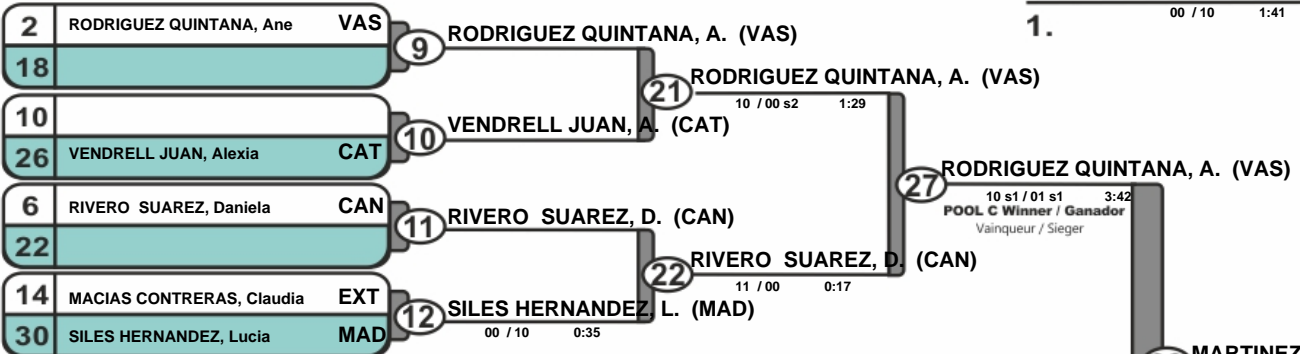 2 RODRIGUEZ QUINTANA, Ane VAS
18
9
RODRIGUEZ QUINTANA, A. (VAS)
10
26 VENDRELL JUAN, Alexia CAT
10
VENDRELL JUAN, A. (CAT)
21
RODRIGUEZ QUINTANA, A. (VAS)
10 / 00 s2 1:29
6 RIVERO SUAREZ, Daniela CAN
22
11
RIVERO SUAREZ, D. (CAN)
14 MACIAS CONTRERAS, Claudia EXT
30 SILES HERNANDEZ, Lucia MAD
12
SILES HERNANDEZ, L. (MAD)
00 / 10 0:35
22
RIVERO SUAREZ, D. (CAN)
11 / 00 0:17
27
RODRIGUEZ QUINTANA, A. (VAS)
10 s1 / 01 s1 3:42
POOL C Winner / Ganador
Vainqueur / Sieger
00 / 10 1:41
1.
MARTINEZ